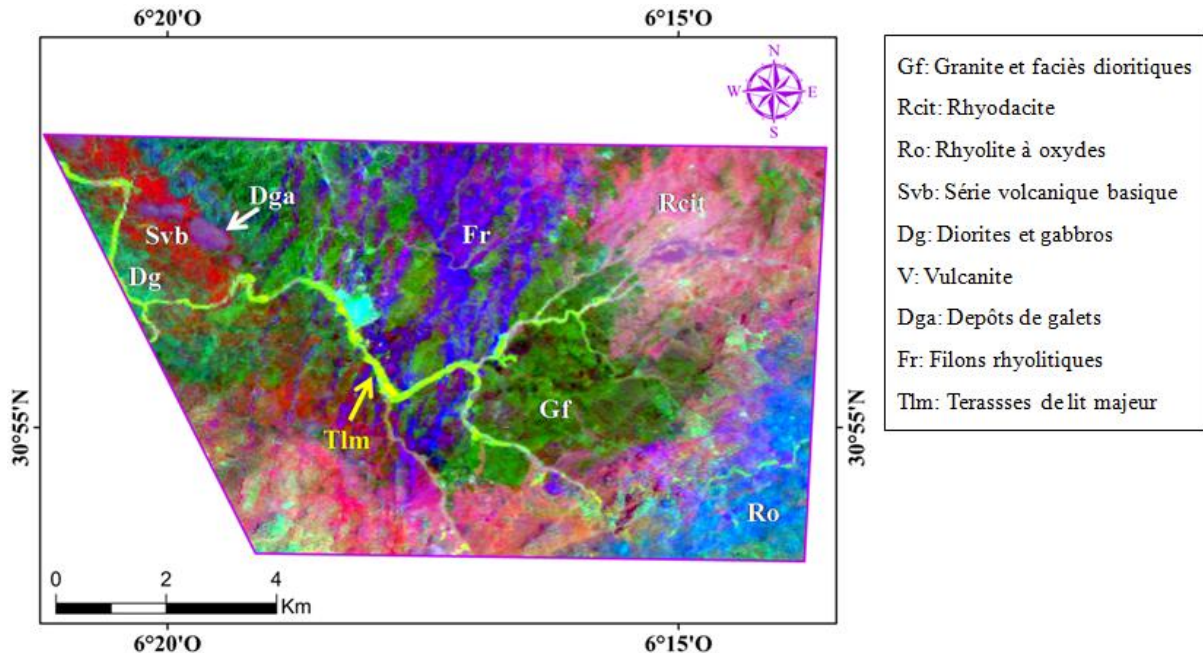 6°20'O 6°15'O
N
W E
S
Dga
Svb
Fr
Rcit
Dg
Gf
Tlm
Ro
30°55'N 30°55'N
0 2 4
Km
6°20'O 6°15'O
Gf: Granite et faciès dioritiques
Rcit: Rhyodacite
Ro: Rhyolite à oxydes
Svb: Série volcanique basique
Dg: Diorites et gabbros
V: Vulcanite
Dga: Depôts de galets
Fr: Filons rhyolitiques
Tlm: Terassses de lit majeur